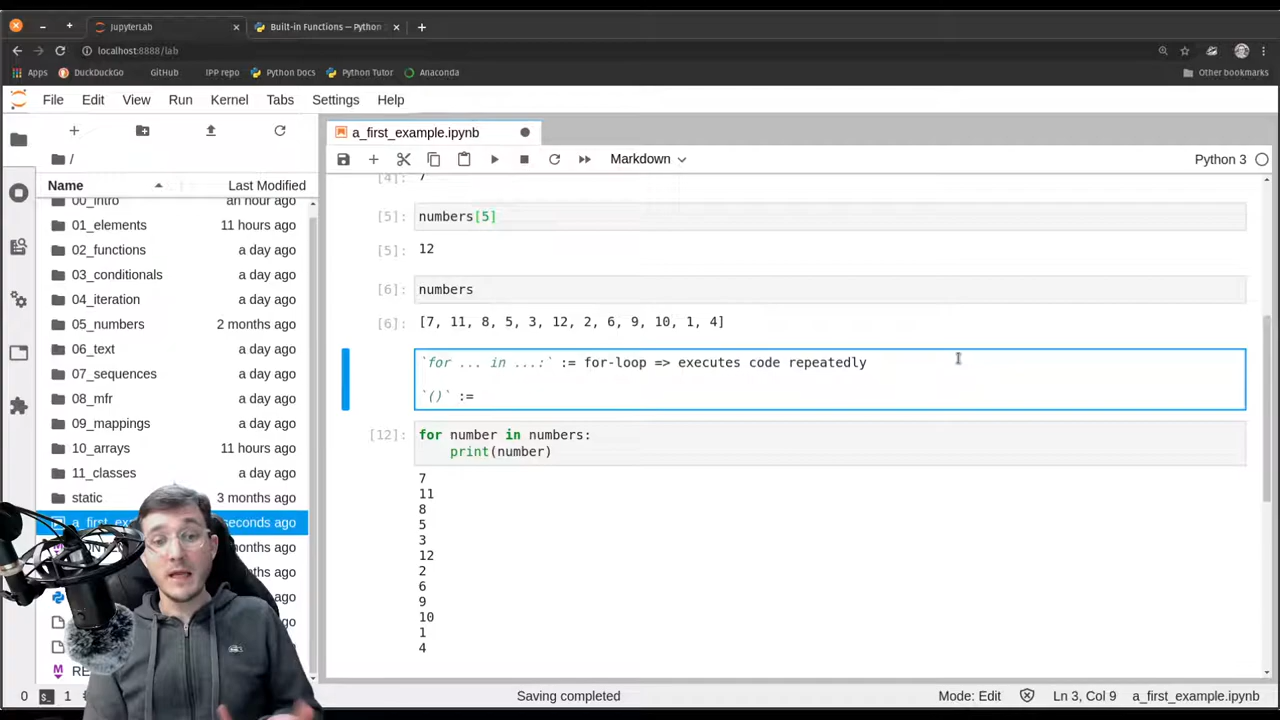 JupyterLab
Built-in Functions — Python
localhost:8888/lab
Apps DuckDuckGo GitHub IPP repo Python Docs Python Tutor Anaconda Other bookmarks
File Edit View Run Kernel Tabs Settings Help
a_first_example.ipynb
Markdown
Python 3
/
Name Last Modified
00_intro an hour ago
01_elements 11 hours ago
02_functions a day ago
03_conditionals a day ago
04_iteration a day ago
05_numbers 2 months ago
06_text a day ago
07_sequences a day ago
08_mfr a day ago
09_mappings a day ago
10_arrays 11 hours ago
11_classes a day ago
static 3 months ago
a_first_ex seconds ago
months ago
ago
ago
ago
ago
RE ago
[4]: 7
[5]: numbers[5]
[5]: 12
[6]: numbers
[6]: [7, 11, 8, 5, 3, 12, 2, 6, 9, 10, 1, 4]
`for ... in ...:` := for-loop => executes code repeatedly
`()` :=
[12]: for number in numbers:
print(number)
7
11
8
5
3
12
2
6
9
10
1
4
0 1 Saving completed Mode: Edit Ln 3, Col 9 a_first_example.ipynb